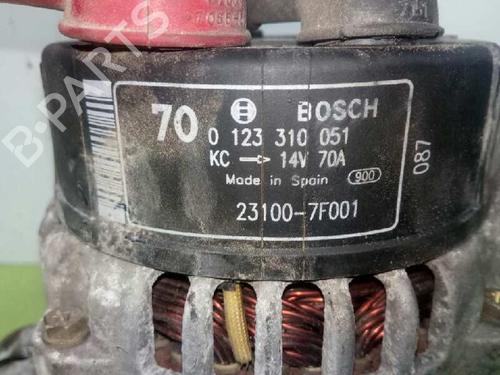 70 BOSCH
0 123 310 051
KC → 14V 70A
Made in Spain 900
23100-7F001
087
B-PARTS